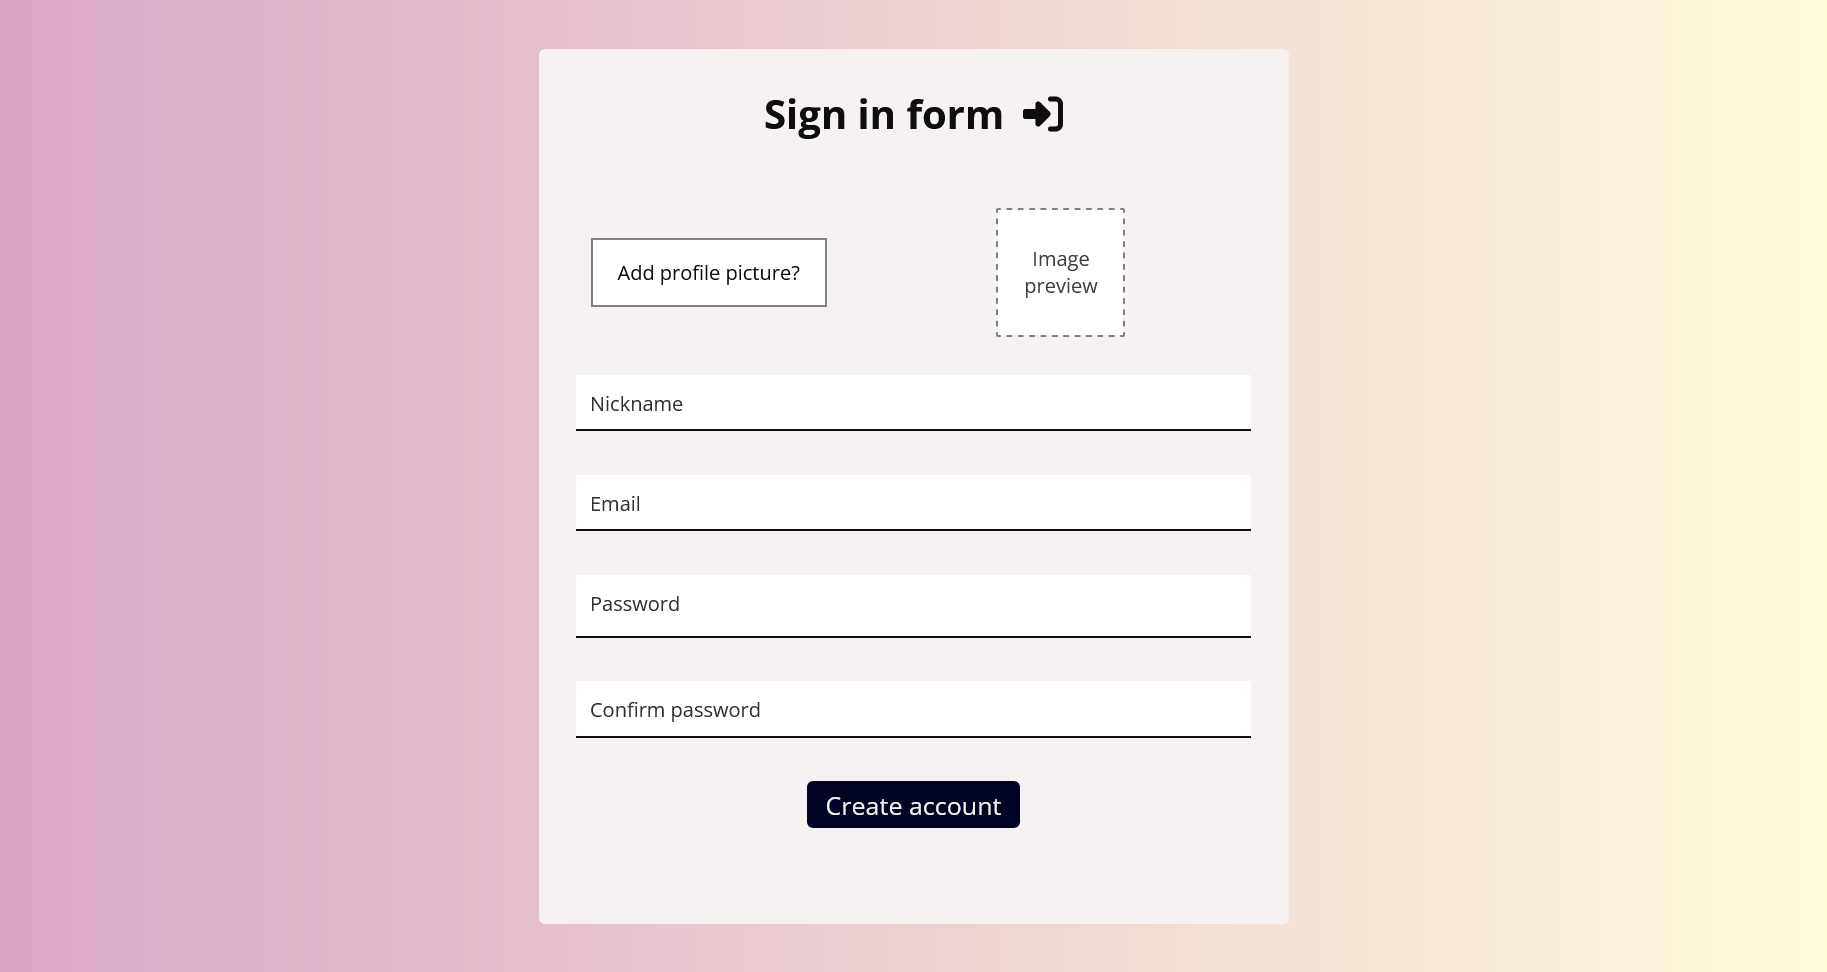 Sign in form
Add profile picture?
Image
preview
Nickname
Email
Password
Confirm password
Create account